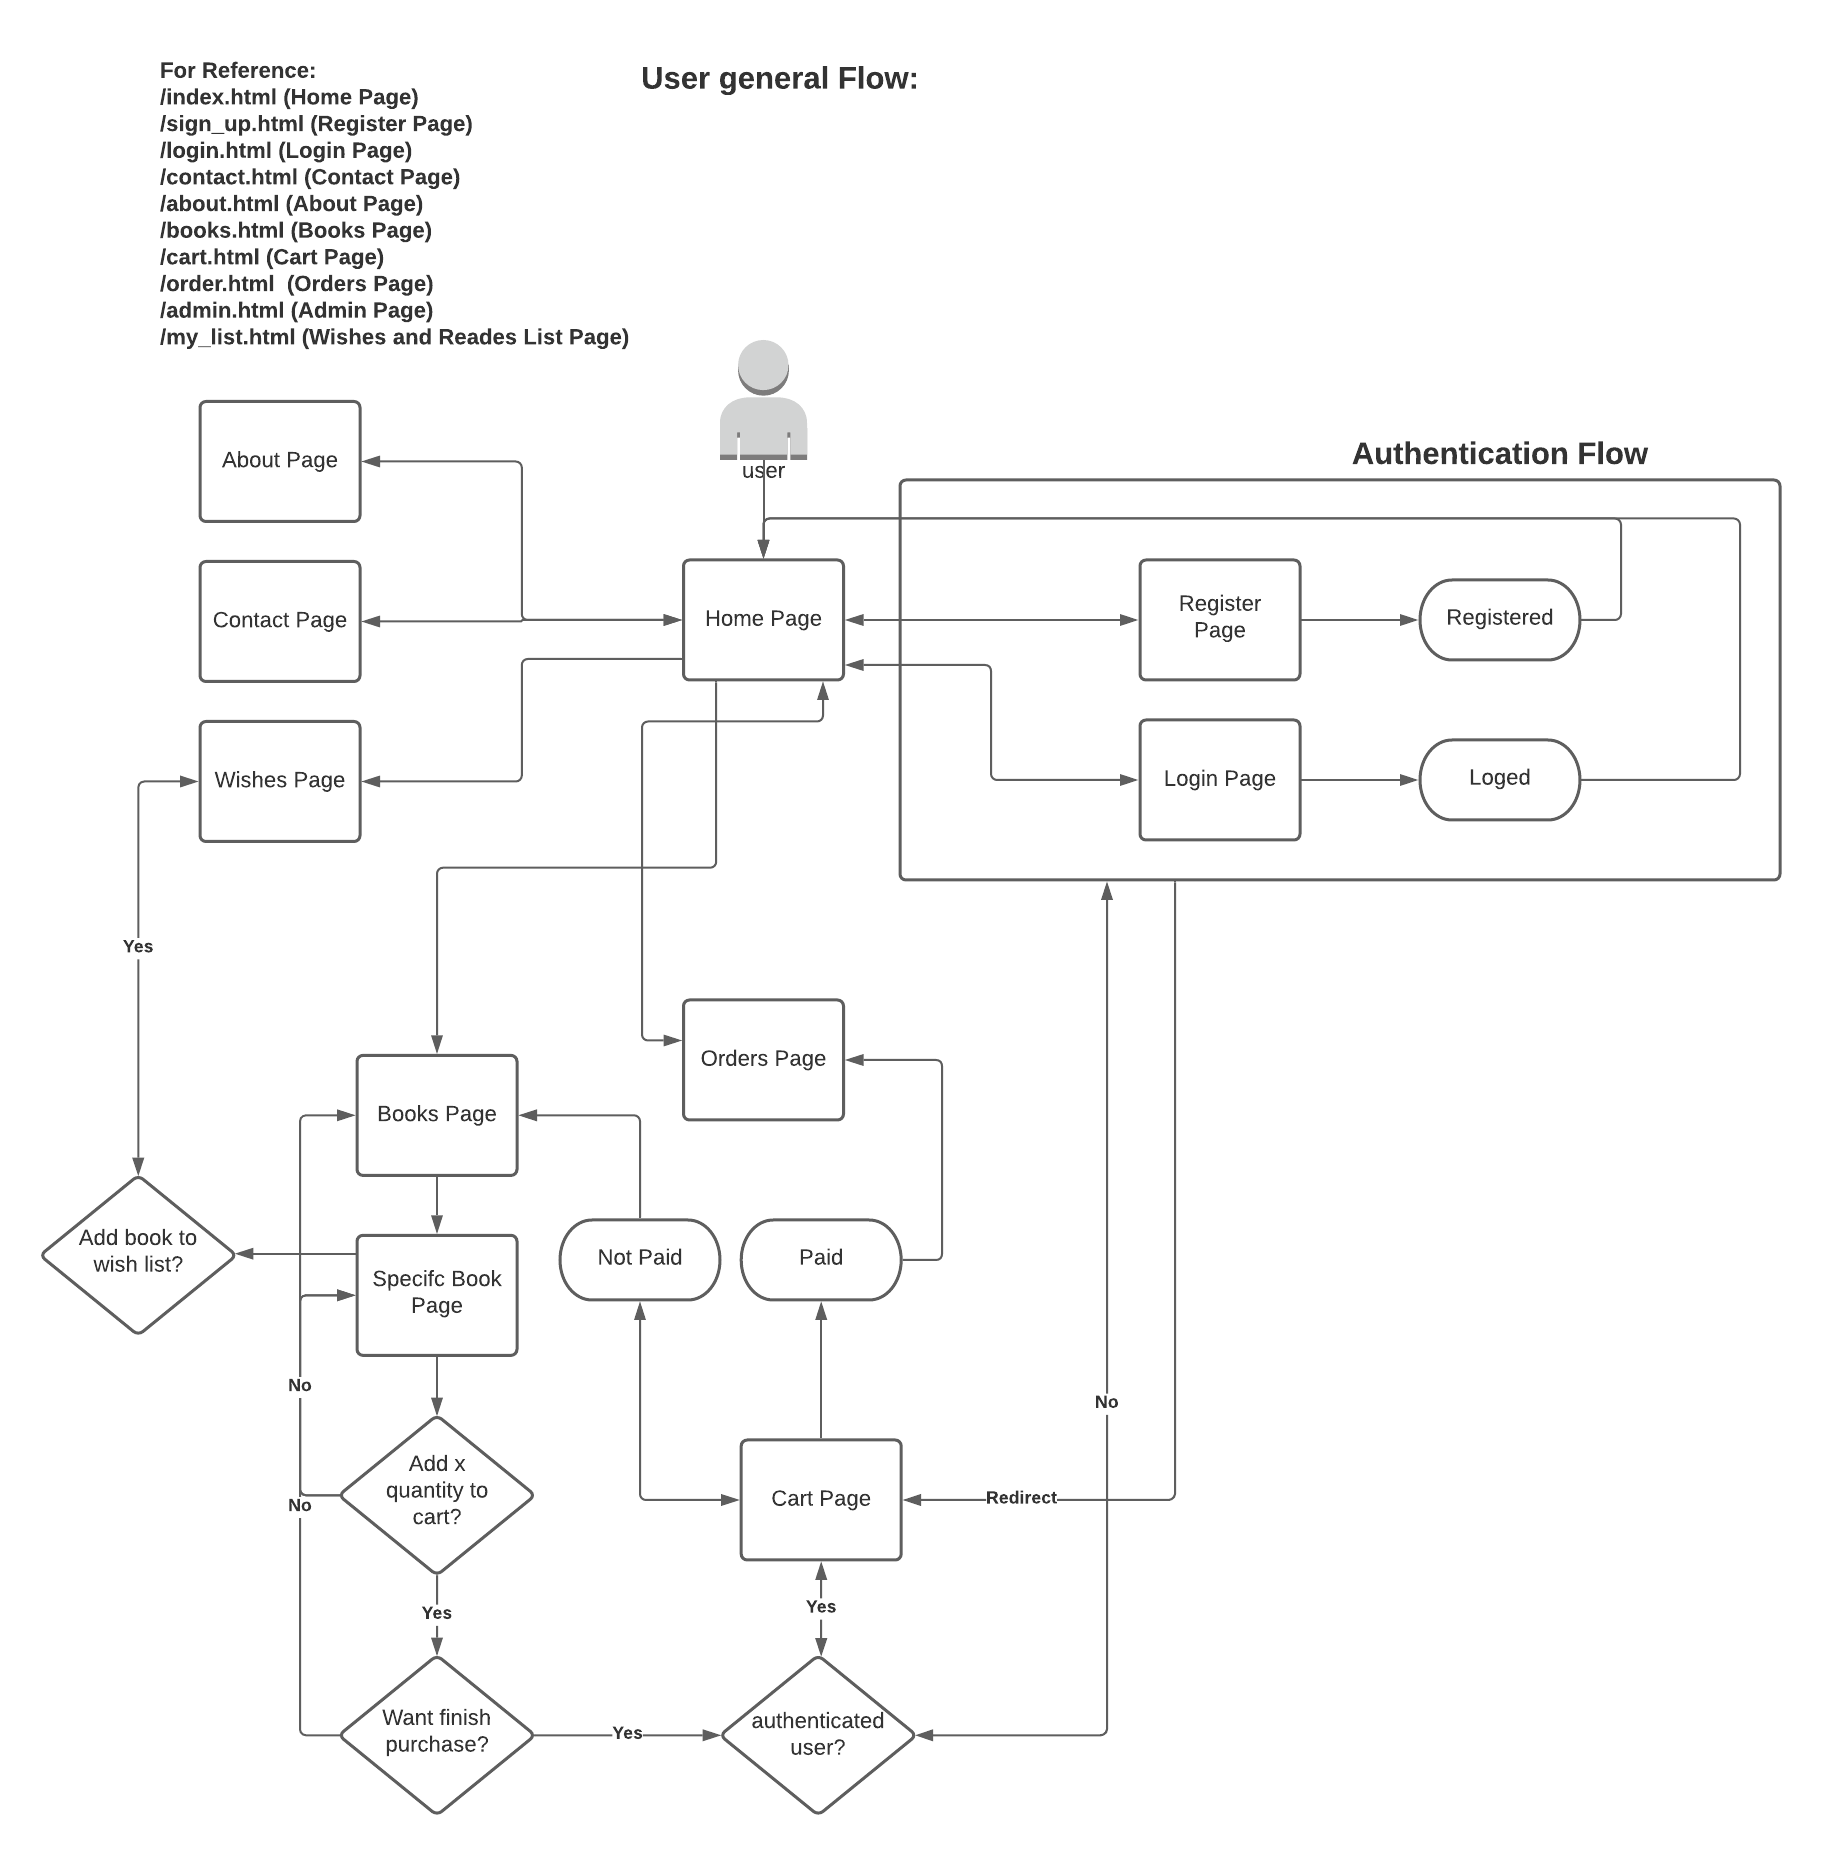 For Reference:
/index.html (Home Page)
/sign_up.html (Register Page)
/login.html (Login Page)
/contact.html (Contact Page)
/about.html (About Page)
/books.html (Books Page)
/cart.html (Cart Page)
/order.html  (Orders Page)
/admin.html (Admin Page)
/my_list.html (Wishes and Reades List Page)
User general Flow:
user
Authentication Flow
About Page
Contact Page
Home Page
Register
Page
Registered
Wishes Page
Login Page
Loged
Yes
Orders Page
Books Page
Add book to
wish list?
Specifc Book
Page
Not Paid
Paid
No
No
Add x
quantity to
cart?
No
Cart Page
Redirect
Yes
Yes
Want finish
purchase?
Yes
authenticated
user?